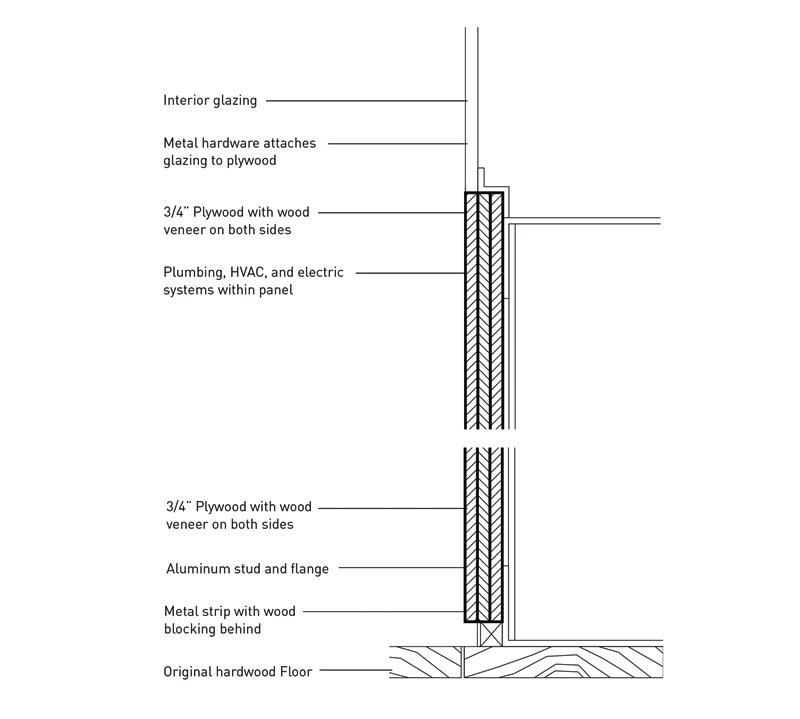 Interior glazing
Metal hardware attaches
glazing to plywood
3/4” Plywood with wood
veneer on both sides
Plumbing, HVAC, and electric
systems within panel
3/4” Plywood with wood
veneer on both sides
Aluminum stud and flange
Metal strip with wood
blocking behind
Original hardwood Floor